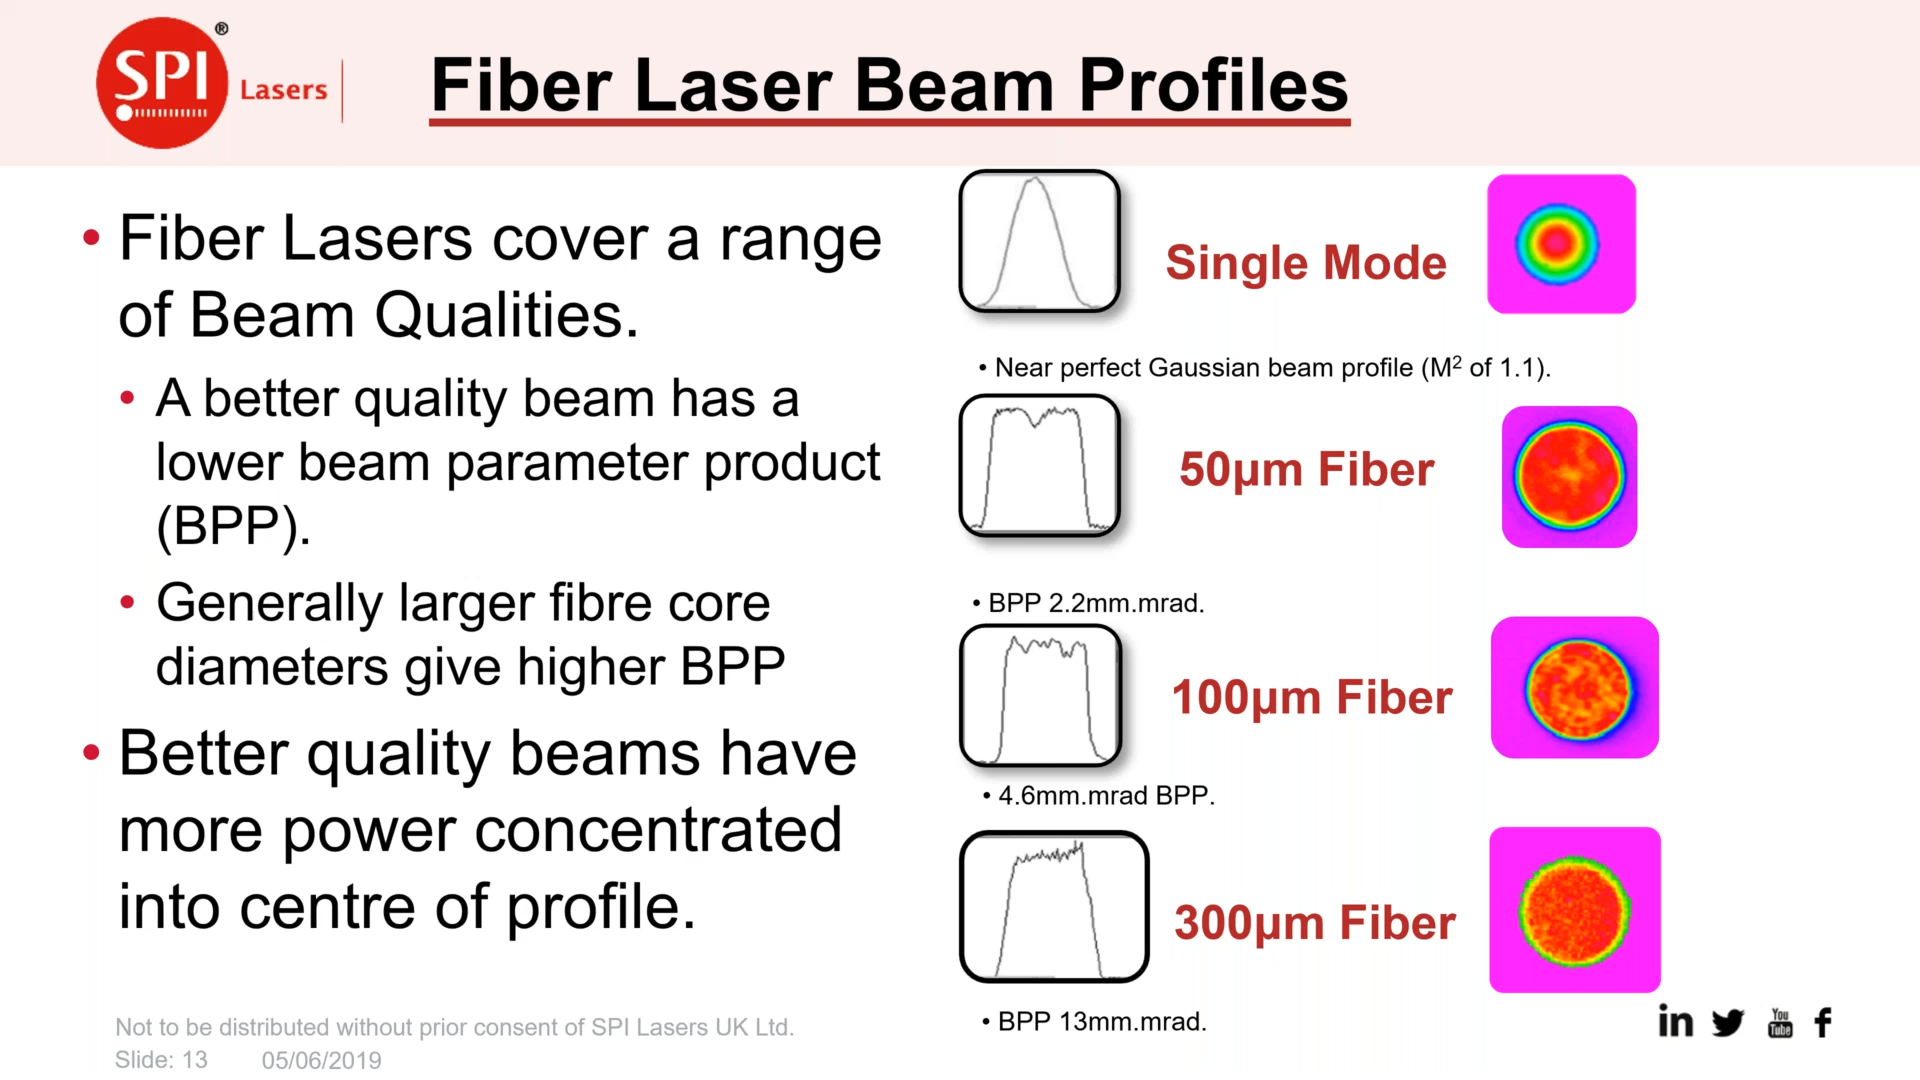 SPI
®
Lasers
Fiber Laser Beam Profiles
• Fiber Lasers cover a range
of Beam Qualities.
• A better quality beam has a
lower beam parameter product
(BPP).
• Generally larger fibre core
diameters give higher BPP
• Better quality beams have
more power concentrated
into centre of profile.
Single Mode
• Near perfect Gaussian beam profile (M² of 1.1).
50µm Fiber
• BPP 2.2mm.mrad.
100µm Fiber
• 4.6mm.mrad BPP.
300µm Fiber
• BPP 13mm.mrad.
Not to be distributed without prior consent of SPI Lasers UK Ltd.
Slide: 13 05/06/2019
in
You
Tube
f